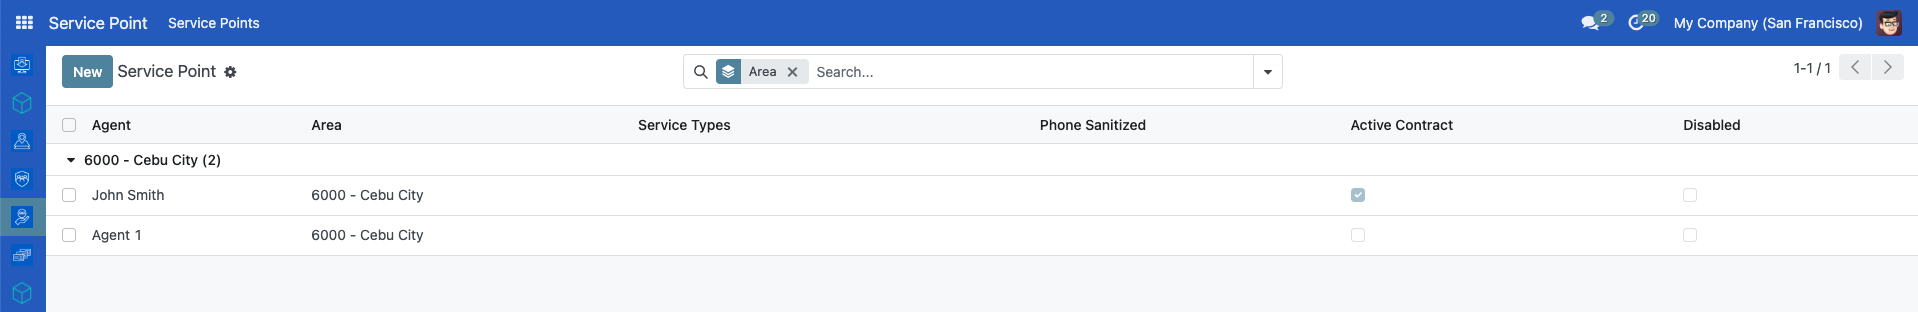 Service Point Service Points 2 20 My Company (San Francisco)
New Service Point Area Search... 1-1 / 1
Agent Area Service Types Phone Sanitized Active Contract Disabled
6000 - Cebu City (2)
John Smith 6000 - Cebu City
Agent 1 6000 - Cebu City